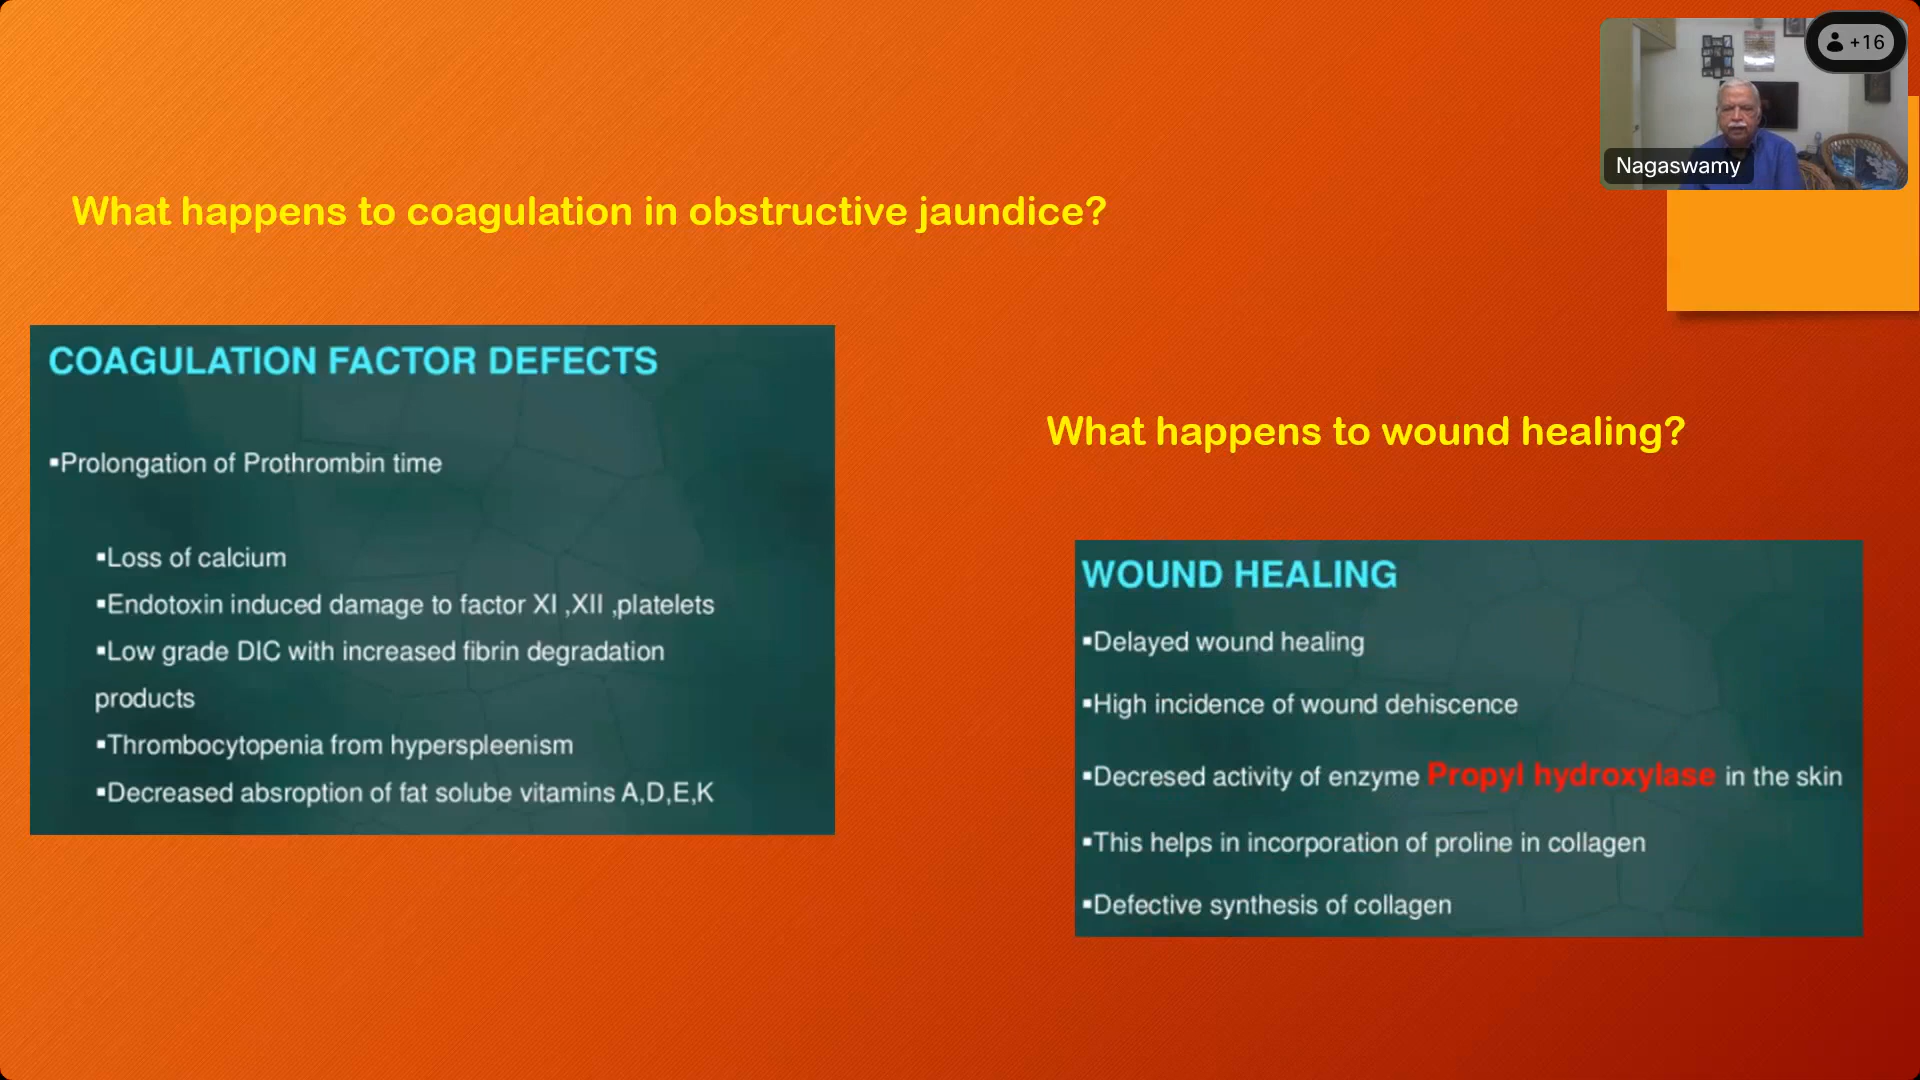 +16
Nagaswamy
What happens to coagulation in obstructive jaundice?
COAGULATION FACTOR DEFECTS
▪Prolongation of Prothrombin time
▪Loss of calcium
▪Endotoxin induced damage to factor XI ,XII ,platelets
▪Low grade DIC with increased fibrin degradation
products
▪Thrombocytopenia from hypersplenism
▪Decreased absroption of fat solube vitamins A,D,E,K
What happens to wound healing?
WOUND HEALING
▪Delayed wound healing
▪High incidence of wound dehiscence
▪Decresed activity of enzyme Propyl hydroxylase in the skin
▪This helps in incorporation of proline in collagen
▪Defective synthesis of collagen